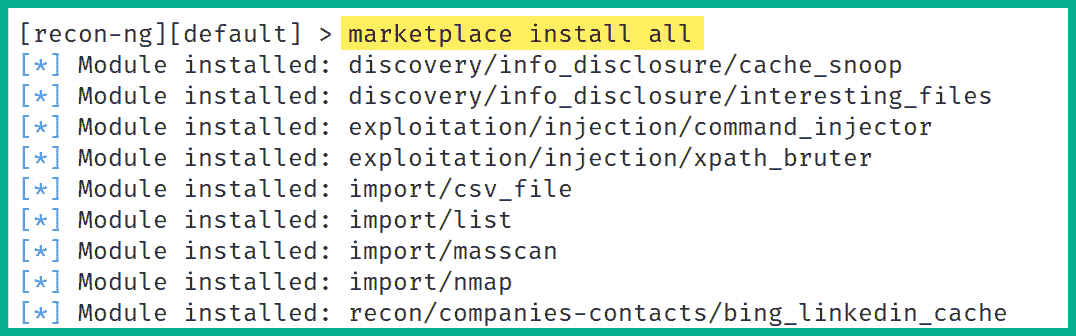 [recon-ng][default] > marketplace install all
[*] Module installed: discovery/info_disclosure/cache_snoop
[*] Module installed: discovery/info_disclosure/interesting_files
[*] Module installed: exploitation/injection/command_injector
[*] Module installed: exploitation/injection/xpath_bruter
[*] Module installed: import/csv_file
[*] Module installed: import/list
[*] Module installed: import/masscan
[*] Module installed: import/nmap
[*] Module installed: recon/companies-contacts/bing_linkedin_cache